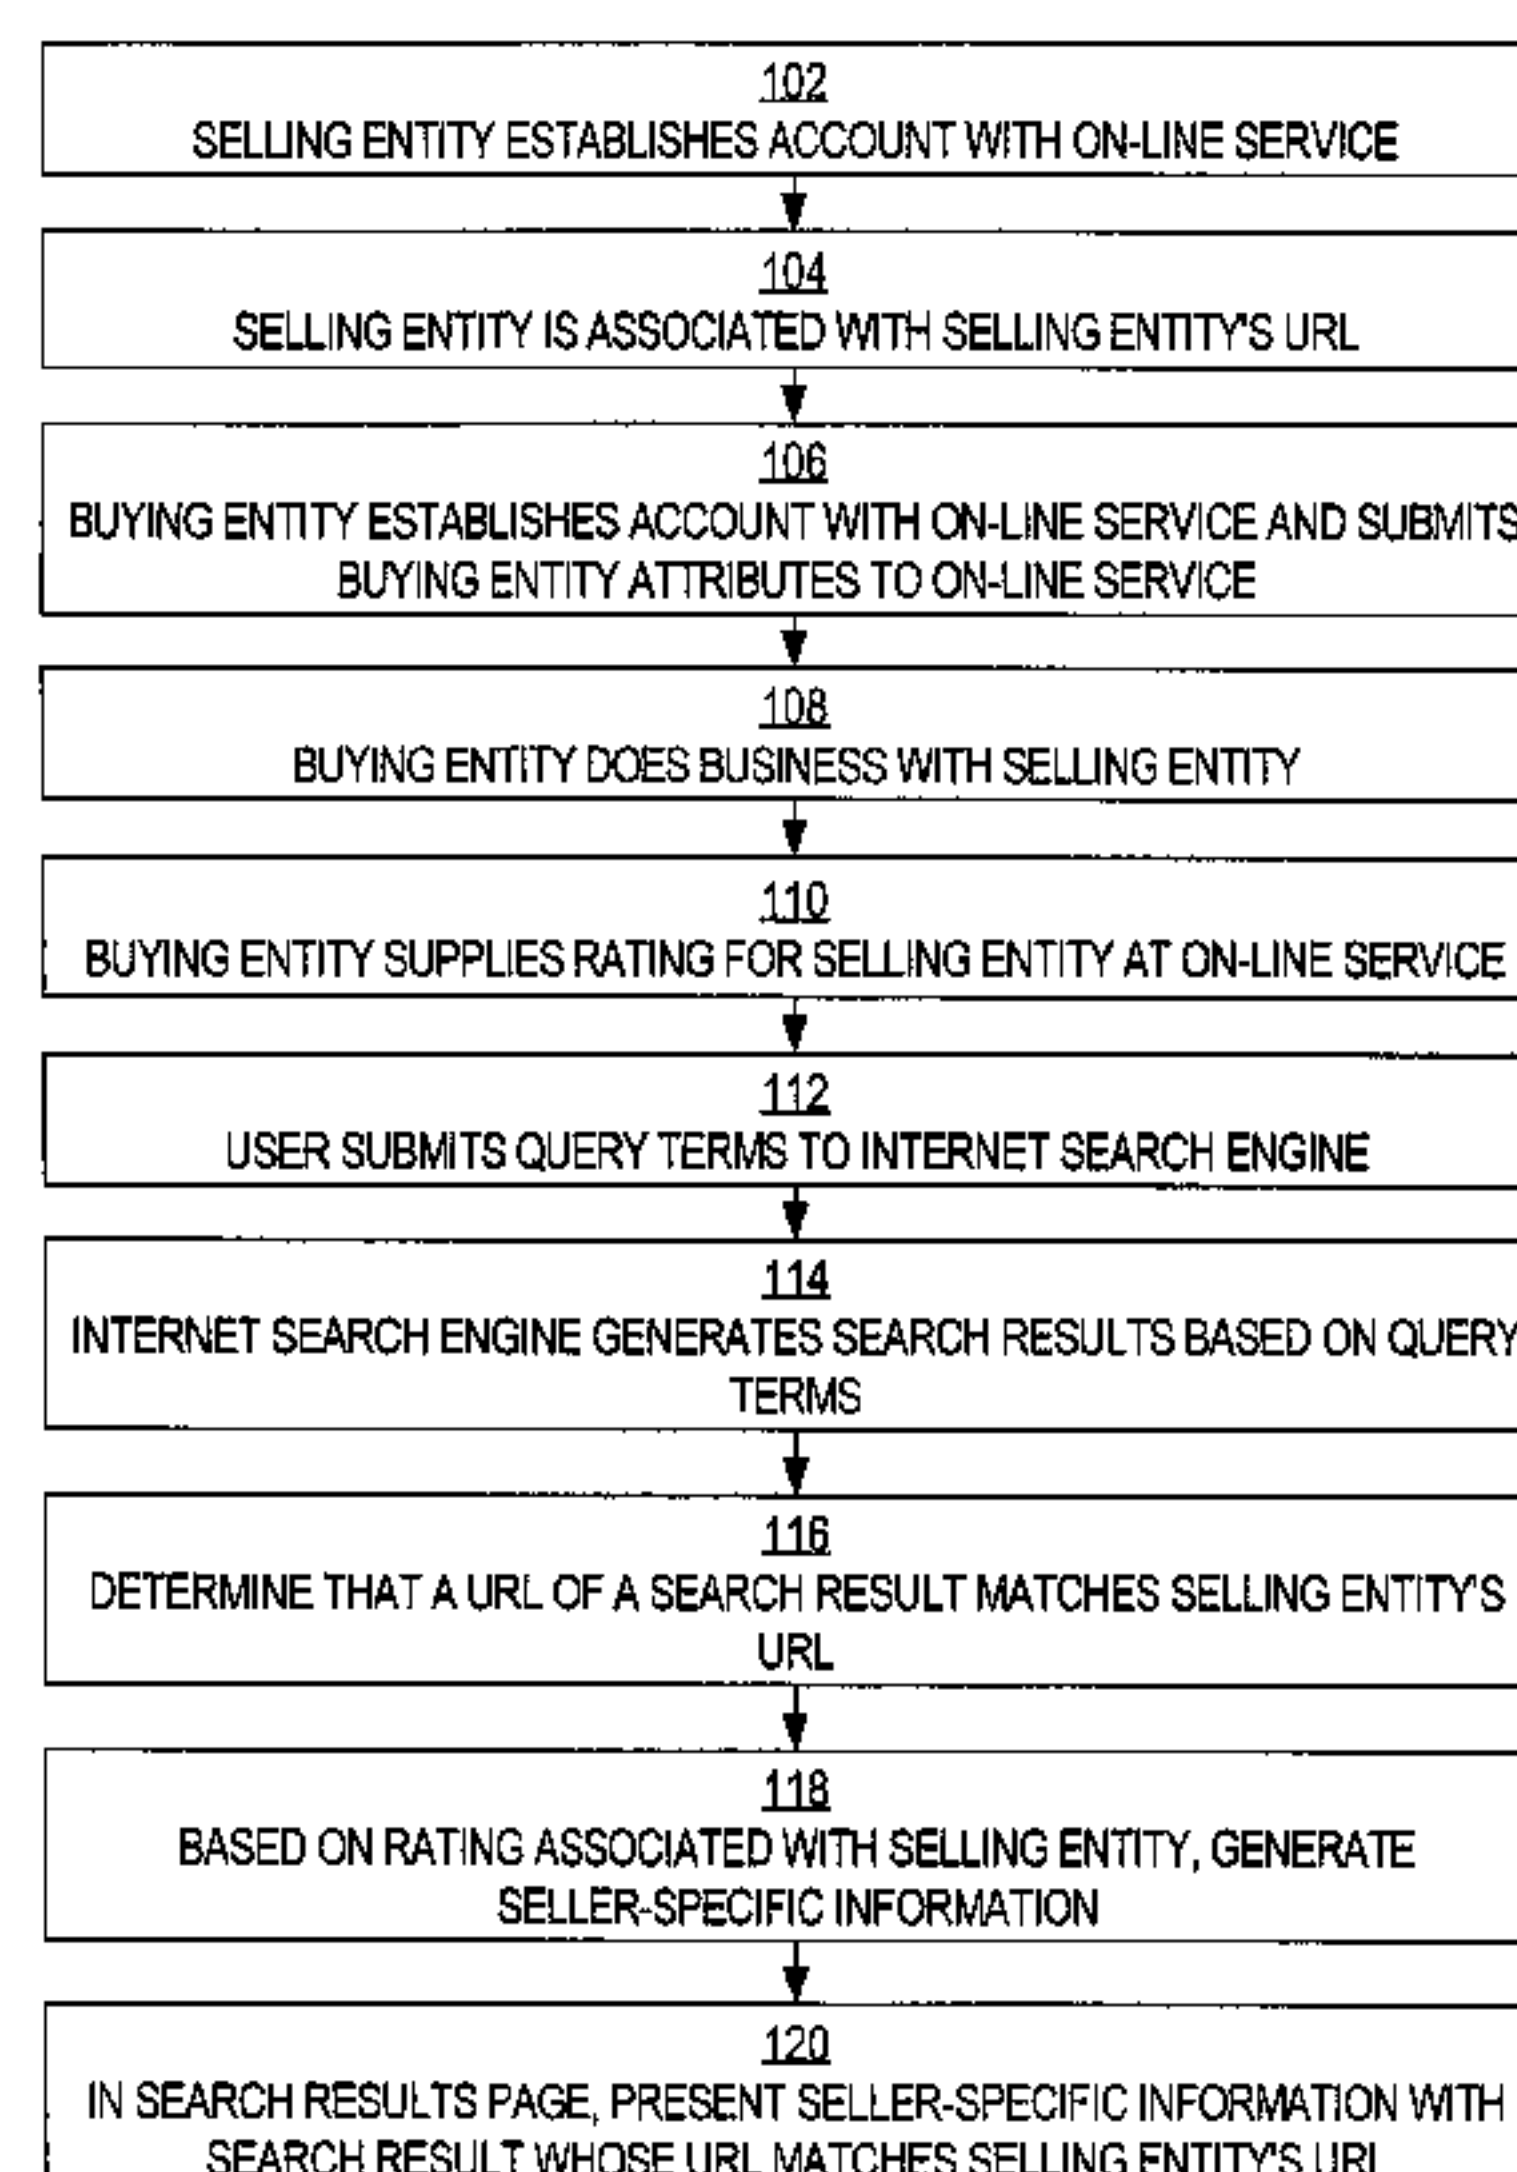 102
SELLING ENTITY ESTABLISHES ACCOUNT WITH ON-LINE SERVICE
104
SELLING ENTITY IS ASSOCIATED WITH SELLING ENTITY'S URL
106
BUYING ENTITY ESTABLISHES ACCOUNT WITH ON-LINE SERVICE AND SUBMITS
BUYING ENTITY ATTRIBUTES TO ON-LINE SERVICE
108
BUYING ENTITY DOES BUSINESS WITH SELLING ENTITY
110
BUYING ENTITY SUPPLIES RATING FOR SELLING ENTITY AT ON-LINE SERVICE
112
USER SUBMITS QUERY TERMS TO INTERNET SEARCH ENGINE
114
INTERNET SEARCH ENGINE GENERATES SEARCH RESULTS BASED ON QUERY
TERMS
116
DETERMINE THAT A URL OF A SEARCH RESULT MATCHES SELLING ENTITY'S
URL
118
BASED ON RATING ASSOCIATED WITH SELLING ENTITY, GENERATE
SELLER-SPECIFIC INFORMATION
120
IN SEARCH RESULTS PAGE, PRESENT SELLER-SPECIFIC INFORMATION WITH
SEARCH RESULT WHOSE URL MATCHES SELLING ENTITY'S URL